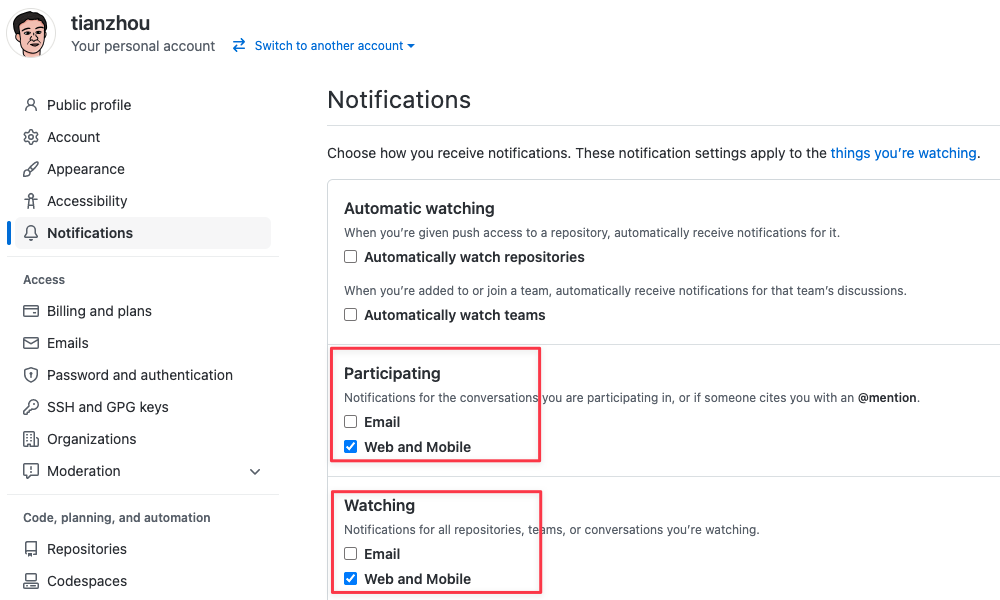 tianzhou
Your personal account
Switch to another account
Public profile
Account
Appearance
Accessibility
Notifications
Access
Billing and plans
Emails
Password and authentication
SSH and GPG keys
Organizations
Moderation
Code, planning, and automation
Repositories
Codespaces
Notifications
Choose how you receive notifications. These notification settings apply to the things you’re watching.
Automatic watching
When you’re given push access to a repository, automatically receive notifications for it.
Automatically watch repositories
When you’re added to or join a team, automatically receive notifications for that team’s discussions.
Automatically watch teams
Participating
Notifications for the conversations you are participating in, or if someone cites you with an @mention.
Email
Web and Mobile
Watching
Notifications for all repositories, teams, or conversations you’re watching.
Email
Web and Mobile